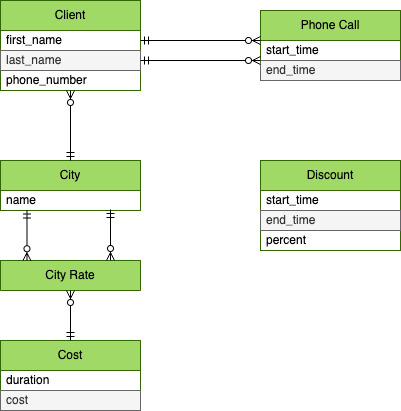 Client
first_name
last_name
phone_number
Phone Call
start_time
end_time
City
name
Discount
start_time
end_time
percent
City Rate
Cost
duration
cost